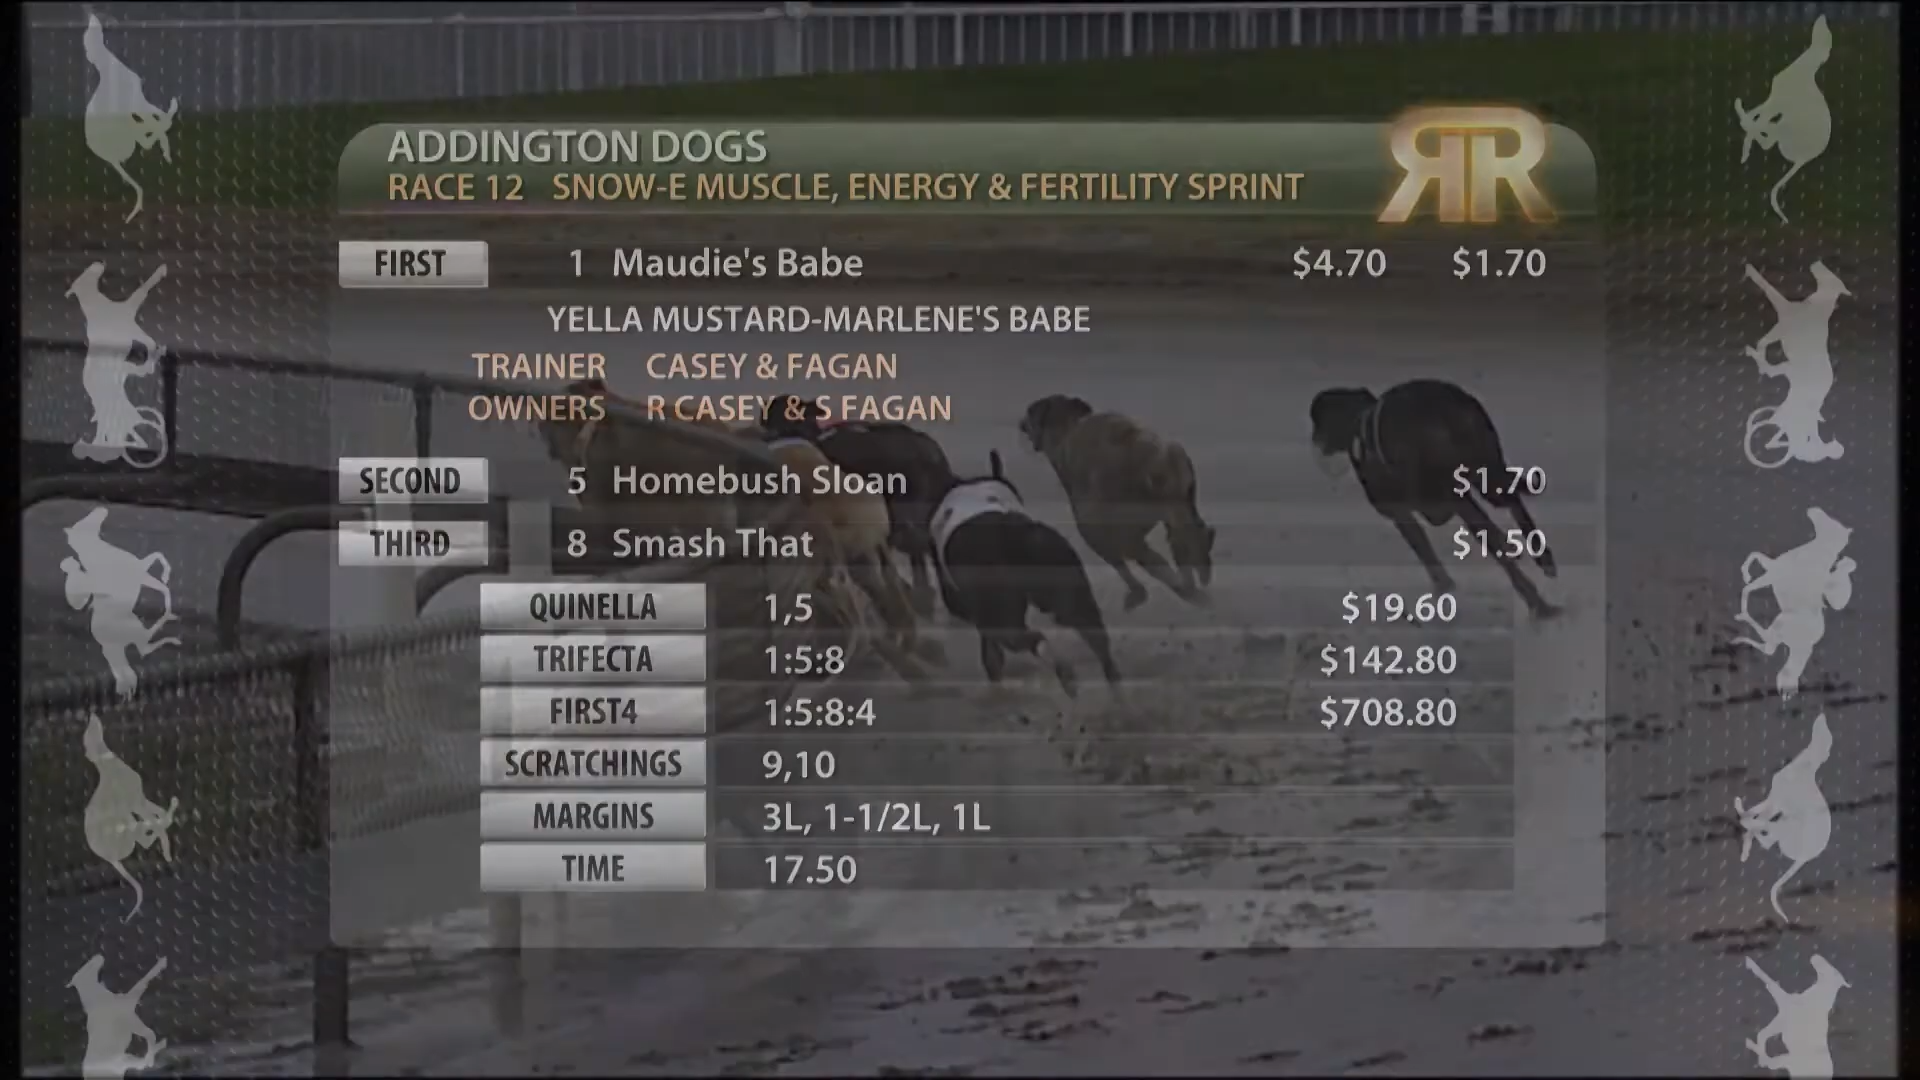 ADDINGTON DOGS
RACE 12 SNOW-E MUSCLE, ENERGY & FERTILITY SPRINT
RR
FIRST 1 Maudie's Babe $4.70 $1.70
YELLA MUSTARD-MARLENE'S BABE
TRAINER CASEY & FAGAN
OWNERS R CASEY & S FAGAN
SECOND 5 Homebush Sloan $1.70
THIRD 8 Smash That $1.50
QUINELLA 1,5 $19.60
TRIFECTA 1:5:8 $142.80
FIRST4 1:5:8:4 $708.80
SCRATCHINGS 9,10
MARGINS 3L, 1-1/2L, 1L
TIME 17.50